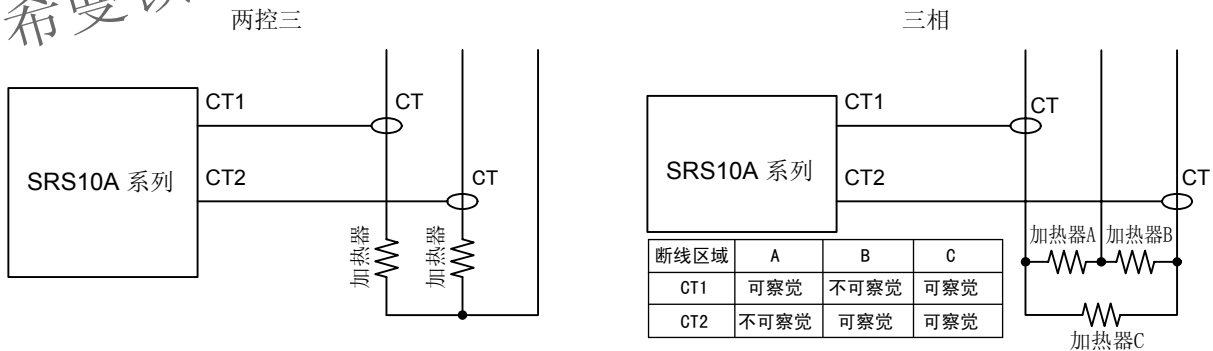 希曼顿
两控三
CT1
CT
SRS10A 系列
CT2
CT
加热器
加热器
三相
CT1
CT
SRS10A 系列
CT2
CT
加热器A 加热器B
断线区域 A B C
CT1 可察觉 不可察觉 可察觉
CT2 不可察觉 可察觉 可察觉
加热器C